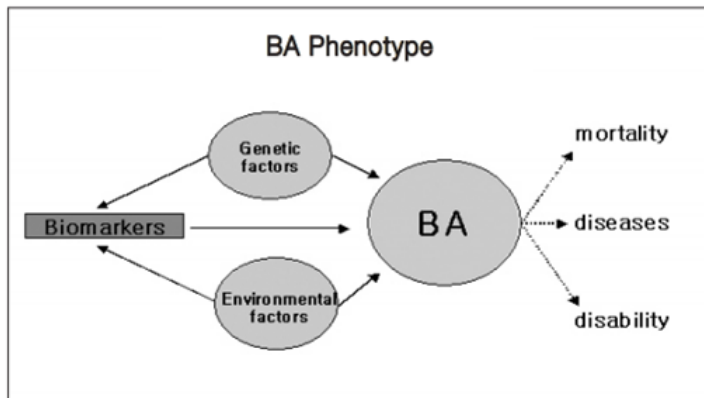 BA Phenotype
Genetic
factors
mortality
Biomarkers
BA
diseases
Environmental
factors
disability